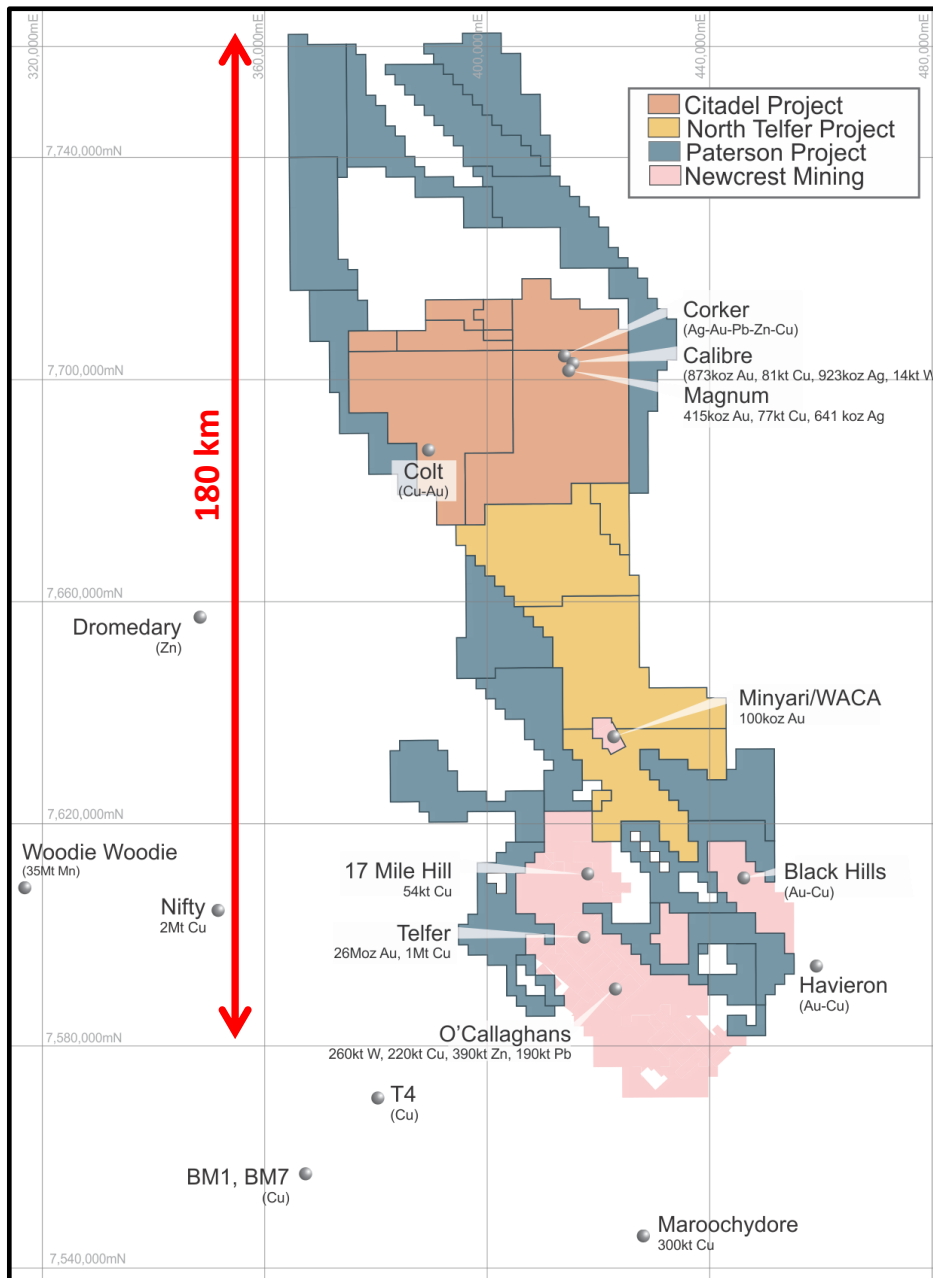 320,000mE
360,000mE
400,000mE
440,000mE
480,000mE
Citadel Project
North Telfer Project
Paterson Project
Newcrest Mining
7,740,000mN
Corker
(Ag-Au-Pb-Zn-Cu)
Calibre
(873koz Au, 81kt Cu, 923koz Ag, 14kt W
Magnum
415koz Au, 77kt Cu, 641 koz Ag
7,700,000mN
180 km
Colt
(Cu-Au)
7,660,000mN
Dromedary
(Zn)
Minyari/WACA
100koz Au
7,620,000mN
Woodie Woodie
(35Mt Mn)
17 Mile Hill
54kt Cu
Black Hills
(Au-Cu)
Nifty
2Mt Cu
Telfer
26Moz Au, 1Mt Cu
Havieron
(Au-Cu)
O'Callaghans
260kt W, 220kt Cu, 390kt Zn, 190kt Pb
7,580,000mN
T4
(Cu)
BM1, BM7
(Cu)
Maroochydore
300kt Cu
7,540,000mN